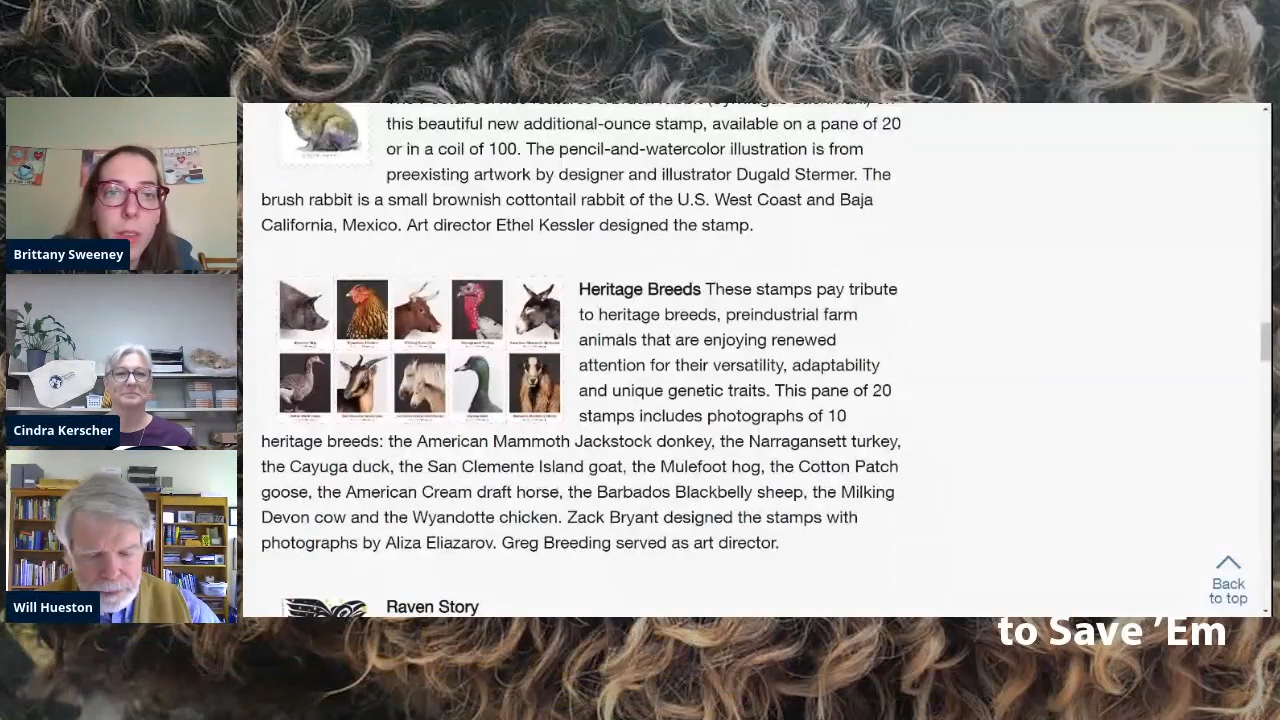 this beautiful new additional-ounce stamp, available on a pane of 20
or in a coil of 100. The pencil-and-watercolor illustration is from
preexisting artwork by designer and illustrator Dugald Stermer. The
brush rabbit is a small brownish cottontail rabbit of the U.S. West Coast and Baja
California, Mexico. Art director Ethel Kessler designed the stamp.
Heritage Breeds These stamps pay tribute
to heritage breeds, preindustrial farm
animals that are enjoying renewed
attention for their versatility, adaptability
and unique genetic traits. This pane of 20
stamps includes photographs of 10
heritage breeds: the American Mammoth Jackstock donkey, the Narragansett turkey,
the Cayuga duck, the San Clemente Island goat, the Mulefoot hog, the Cotton Patch
goose, the American Cream draft horse, the Barbados Blackbelly sheep, the Milking
Devon cow and the Wyandotte chicken. Zack Bryant designed the stamps with
photographs by Aliza Eliazarov. Greg Breeding served as art director.
Raven Story
Back
to top
Brittany Sweeney
Cindra Kerscher
Will Hueston
to Save ’Em